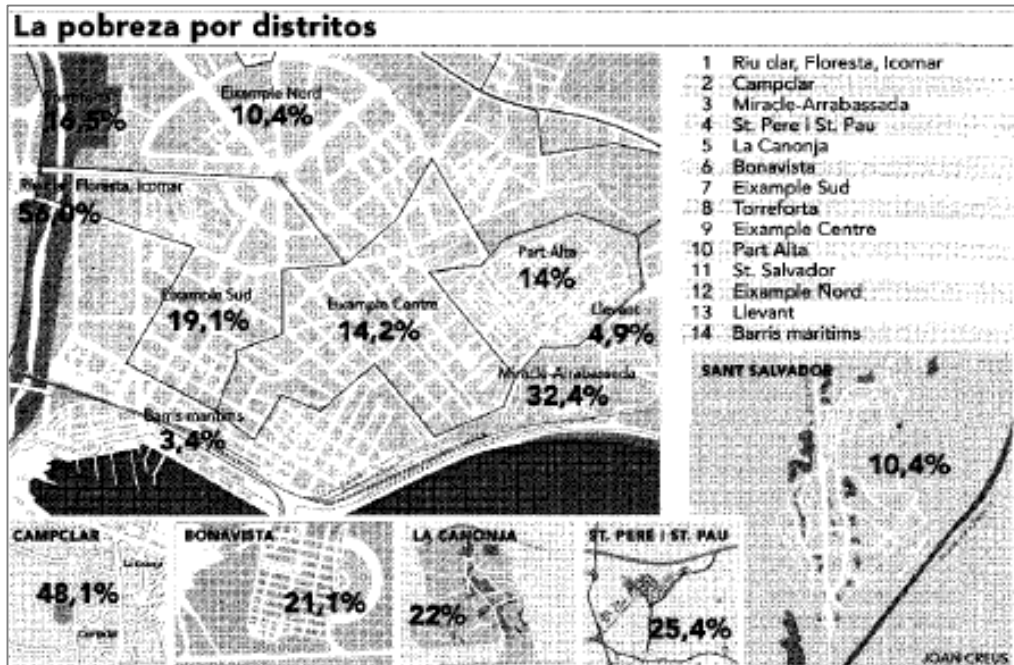 La pobreza por distritos
16,5%
Eixample Nord
10,4%
Riu clar, Floresta, Icomar
56,0%
Eixample Sud
19,1%
Eixample Centre
14,2%
Part Alta
14%
Llevant
4,9%
Miracle-Arrabassada
32,4%
Barris marítims
3,4%
1 Riu clar, Floresta, Icomar
2 Campclar
3 Miracle-Arrabassada
4 St. Pere i St. Pau
5 La Canonja
6 Bonavista
7 Eixample Sud
8 Torreforta
9 Eixample Centre
10 Part Alta
11 St. Salvador
12 Eixample Nord
13 Llevant
14 Barris marítims
SANT SALVADOR
10,4%
CAMPCLAR
48,1%
BONAVISTA
21,1%
LA CANONJA
22%
ST. PERE I ST. PAU
25,4%
JOAN CREUS